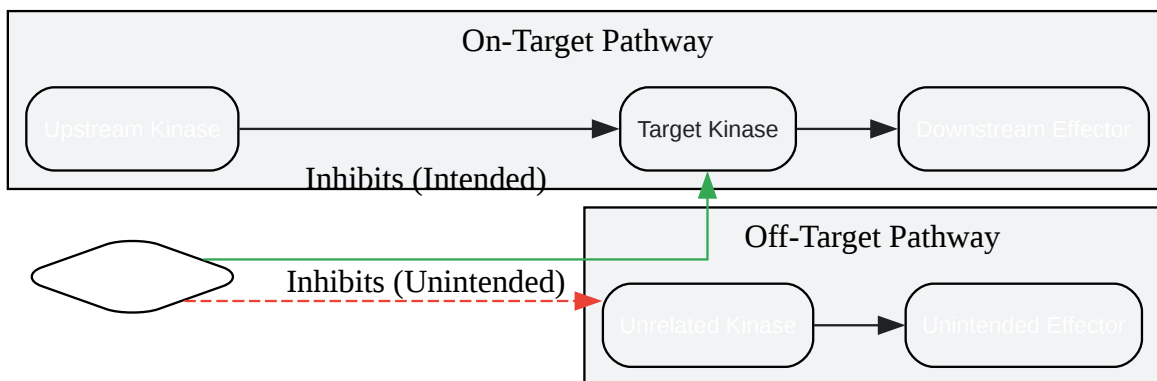 On-Target Pathway
Upstream Kinase
Target Kinase
Downstream Effector
Inhibits (Intended)
Off-Target Pathway
Inhibits (Unintended)
Unrelated Kinase
Unintended Effector